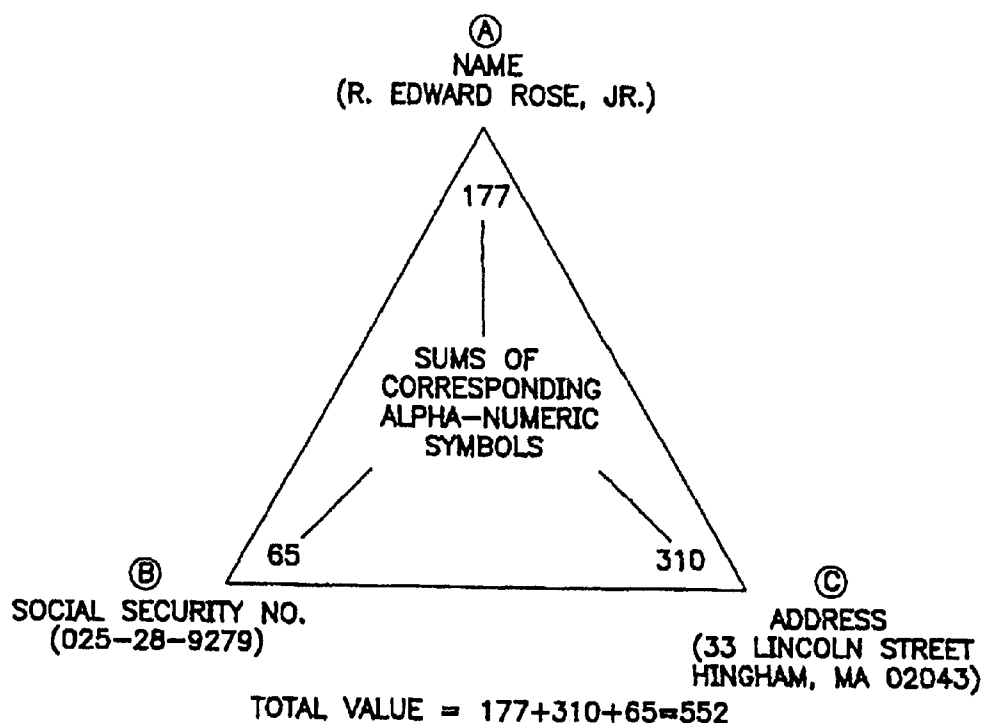 Ⓐ
NAME
(R. EDWARD ROSE, JR.)
177
SUMS OF
CORRESPONDING
ALPHA-NUMERIC
SYMBOLS
65
310
Ⓑ
SOCIAL SECURITY NO.
(025-28-9279)
Ⓒ
ADDRESS
(33 LINCOLN STREET
HINGHAM, MA 02043)
TOTAL VALUE = 177+310+65=552